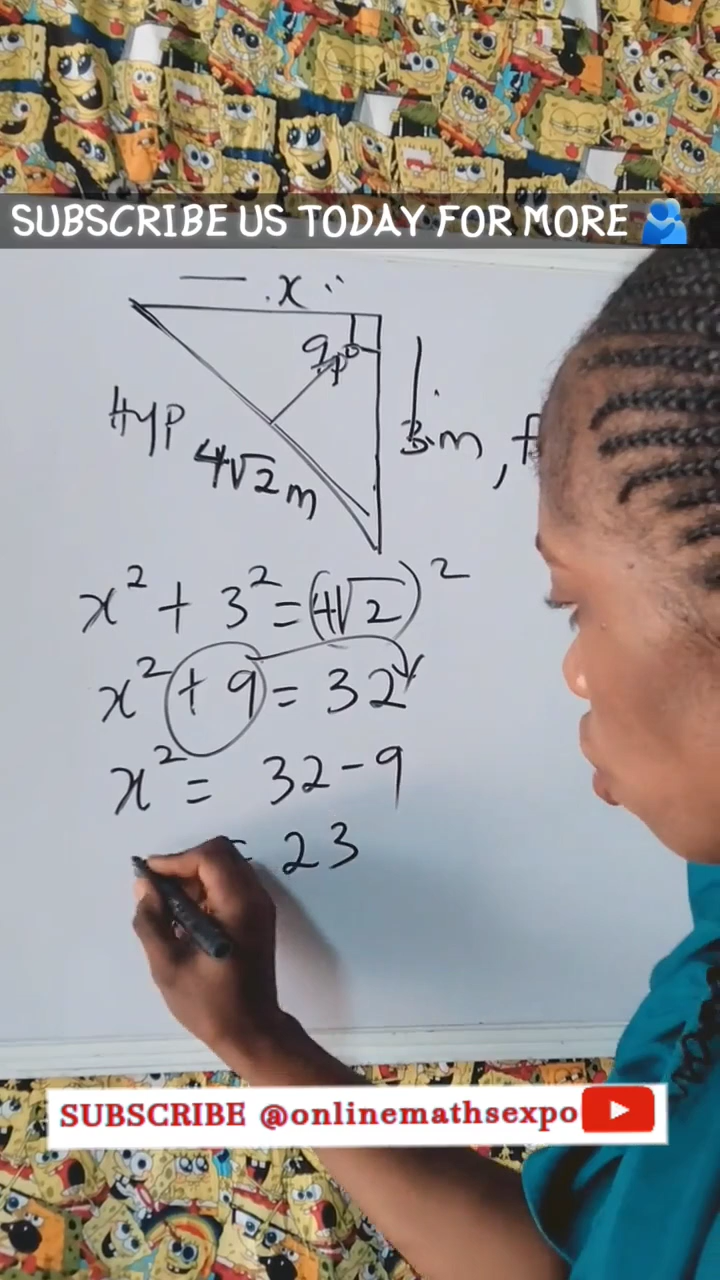 SUBSCRIBE US TODAY FOR MORE
x
90°
Hyp
4√2 m
3m, f
x² + 3² = (4√2)²
x² + 9 = 32
x² = 32 - 9
= 23
SUBSCRIBE @onlinemathsexpo